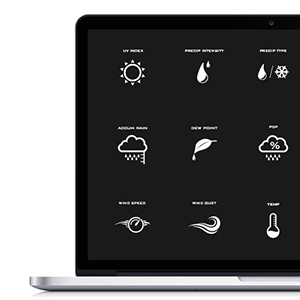 UV INDEX
PRECIP INTENSITY
PRECIP TYPE
ACCUM RAIN
DEW POINT
POP
%
WIND SPEED
WIND GUST
TEMP